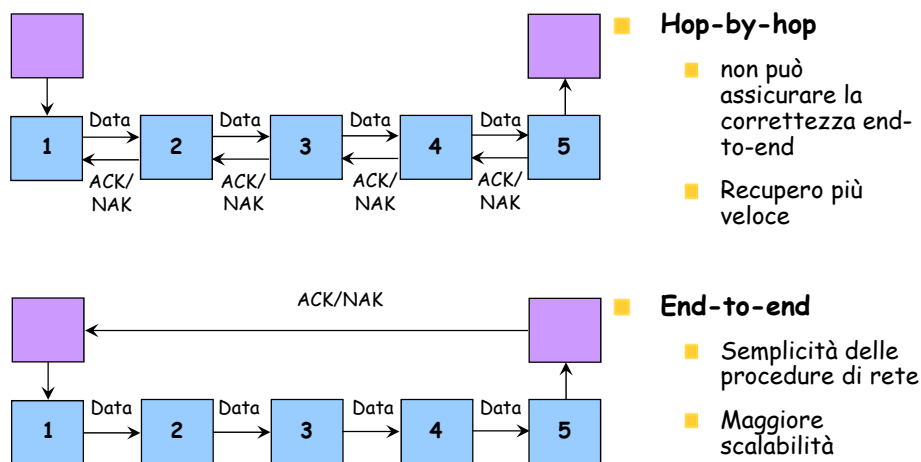 Hop-by-hop
Data Data Data Data
1 2 3 4 5
ACK/ ACK/ ACK/ ACK/
NAK NAK NAK NAK
non può
assicurare la
correttezza end-
to-end
Recupero più
veloce
ACK/NAK
Data Data Data Data
1 2 3 4 5
End-to-end
Semplicità delle
procedure di rete
Maggiore
scalabilità